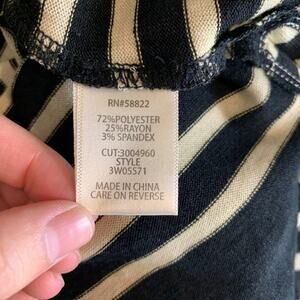 RN#58822
72%POLYESTER
25%RAYON
3% SPANDEX
CUT:3004960
STYLE
3W05S71
MADE IN CHINA
CARE ON REVERSE